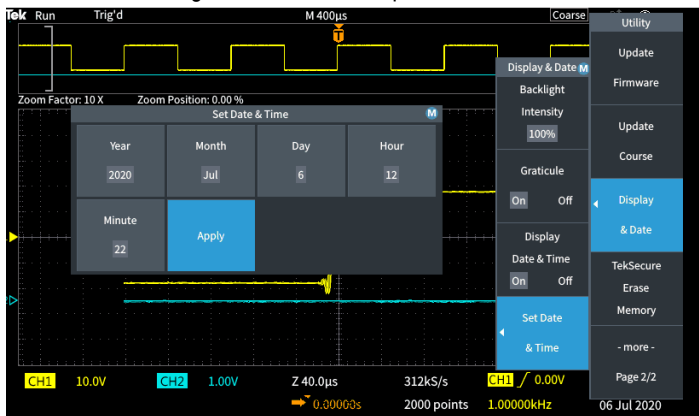 Tek Run Trig'd M 400µs Coarse
Utility
Update
Firmware
Update
Course
Display
& Date
TekSecure
Erase
Memory
- more -
Page 2/2
T
Display & Date M
Backlight
Intensity
100%
Graticule
On Off
Display
Date & Time
On Off
Set Date
& Time
Zoom Factor: 10 X Zoom Position: 0.00 %
Set Date & Time M
Year Month Day Hour
2020 Jul 6 12
Minute
22
Apply
CH1 10.0V CH2 1.00V Z 40.0µs 312kS/s CH1 0.00V
0.00000s 2000 points 1.00000kHz 06 Jul 2020